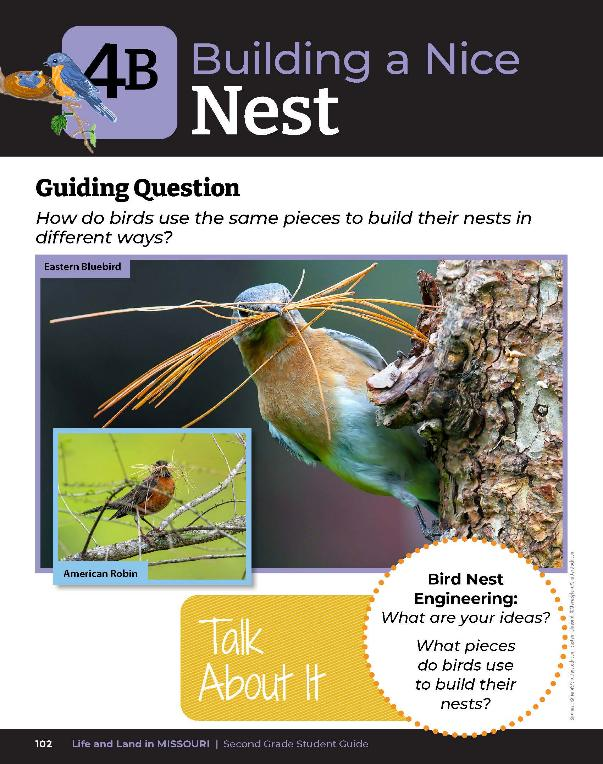 4B
Building a Nice
Nest
Guiding Question
How do birds use the same pieces to build their nests in
different ways?
Eastern Bluebird
American Robin
Talk
About It
Bird Nest
Engineering:
What are your ideas?
What pieces
do birds use
to build their
nests?
102 Life and Land in MISSOURI | Second Grade Student Guide